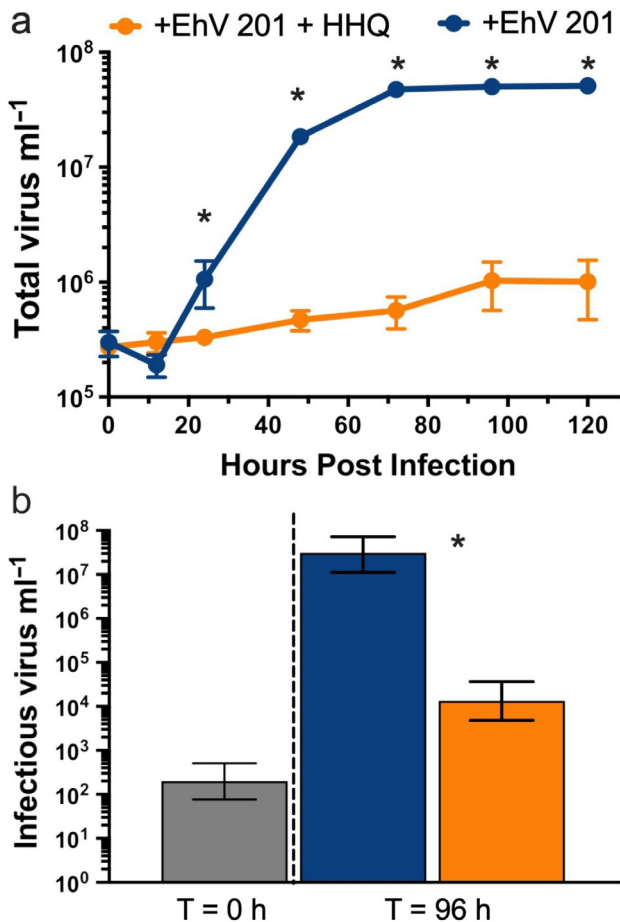 a
+EhV 201 + HHQ +EhV 201
10⁸
10⁷
10⁶
10⁵
Total virus ml⁻¹
* * * * *
0 20 40 60 80 100 120
Hours Post Infection
b
10⁸
10⁷
10⁶
10⁵
10⁴
10³
10²
10¹
10⁰
Infectious virus ml⁻¹
*
T = 0 h T = 96 h